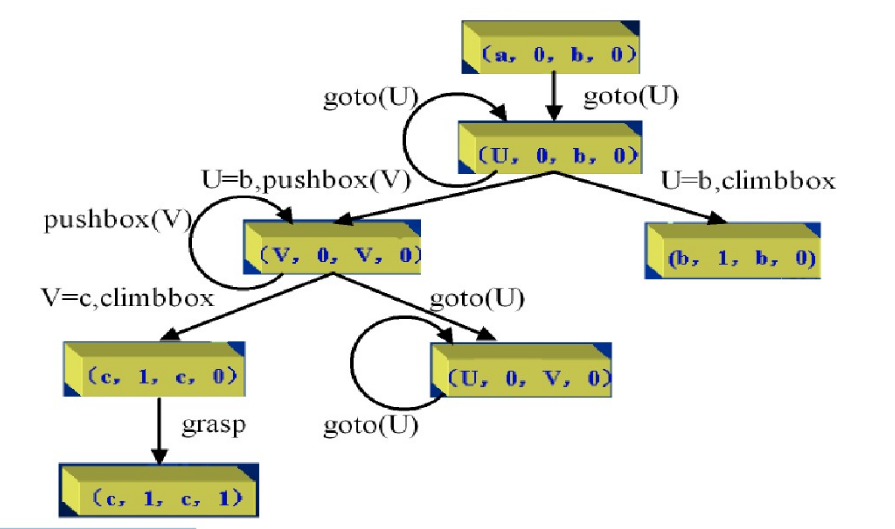 (a, 0, b, 0)
goto(U)
goto(U)
(U, 0, b, 0)
U=b,pushbox(V)
U=b,climbbox
pushbox(V)
(V, 0, V, 0)
(b, 1, b, 0)
V=c,climbbox
goto(U)
(c, 1, c, 0)
(U, 0, V, 0)
grasp
goto(U)
(c, 1, c, 1)